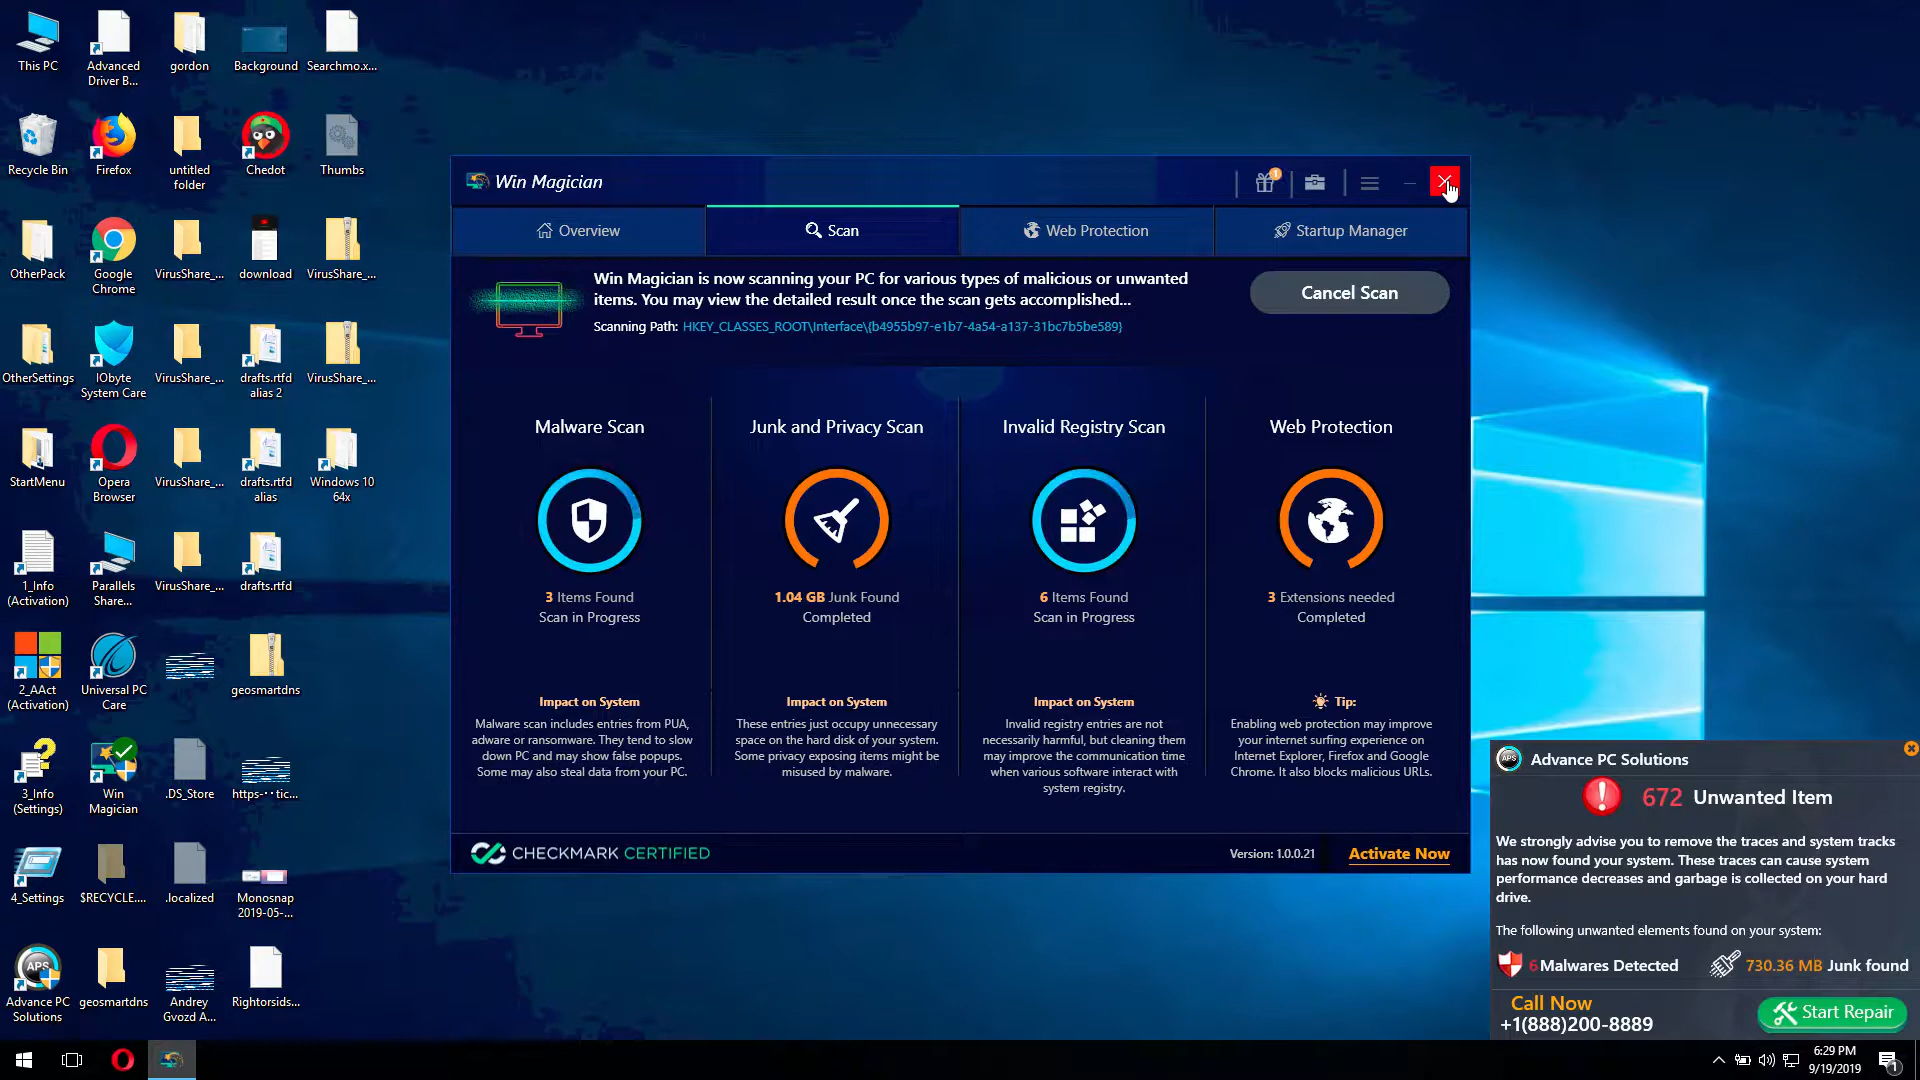 This PC
Advanced
Driver B...
gordon
Background
Searchmo.x...
Recycle Bin
Firefox
untitled
folder
Chedot
Thumbs
OtherPack
Google
Chrome
VirusShare_...
download
VirusShare_...
OtherSettings
IObyte
System Care
VirusShare_...
drafts.rtfd
alias 2
VirusShare_...
StartMenu
Opera
Browser
VirusShare_...
drafts.rtfd
alias
Windows 10
64x
1_Info
(Activation)
Parallels
Share...
VirusShare_...
drafts.rtfd
2_AAct
(Activation)
Universal PC
Care
geosmartdns
3_Info
(Settings)
Win
Magician
.DS_Store
https-··tic...
4_Settings
$RECYCLE....
.localized
Monosnap
2019-05-...
APS
Advance PC
Solutions
geosmartdns
Andrey
Gvozd A...
Rightorsids...
Win Magician
1
Overview
Scan
Web Protection
Startup Manager
Win Magician is now scanning your PC for various types of malicious or unwanted
items. You may view the detailed result once the scan gets accomplished...
Scanning Path: HKEY_CLASSES_ROOT\Interface\{b4955b97-e1b7-4a54-a137-31bc7b5be589}
Cancel Scan
Malware Scan
3 Items Found
Scan in Progress
Impact on System
Malware scan includes entries from PUA,
adware or ransomware. They tend to slow
down PC and may show false popups.
Some may also steal data from your PC.
Junk and Privacy Scan
1.04 GB Junk Found
Completed
Impact on System
These entries just occupy unnecessary
space on the hard disk of your system.
Some privacy exposing items might be
misused by malware.
Invalid Registry Scan
6 Items Found
Scan in Progress
Impact on System
Invalid registry entries are not
necessarily harmful, but cleaning them
may improve the communication time
when various software interact with
system registry.
Web Protection
3 Extensions needed
Completed
Tip:
Enabling web protection may improve
your internet surfing experience on
Internet Explorer, Firefox and Google
Chrome. It also blocks malicious URLs.
CHECKMARK CERTIFIED
Version: 1.0.0.21
Activate Now
APS
Advance PC Solutions
672 Unwanted Item
We strongly advise you to remove the traces and system tracks
has now found your system. These traces can cause system
performance decreases and garbage is collected on your hard
drive.
The following unwanted elements found on your system:
6 Malwares Detected
730.36 MB Junk found
Call Now
+1(888)200-8889
Start Repair
6:29 PM
9/19/2019
1